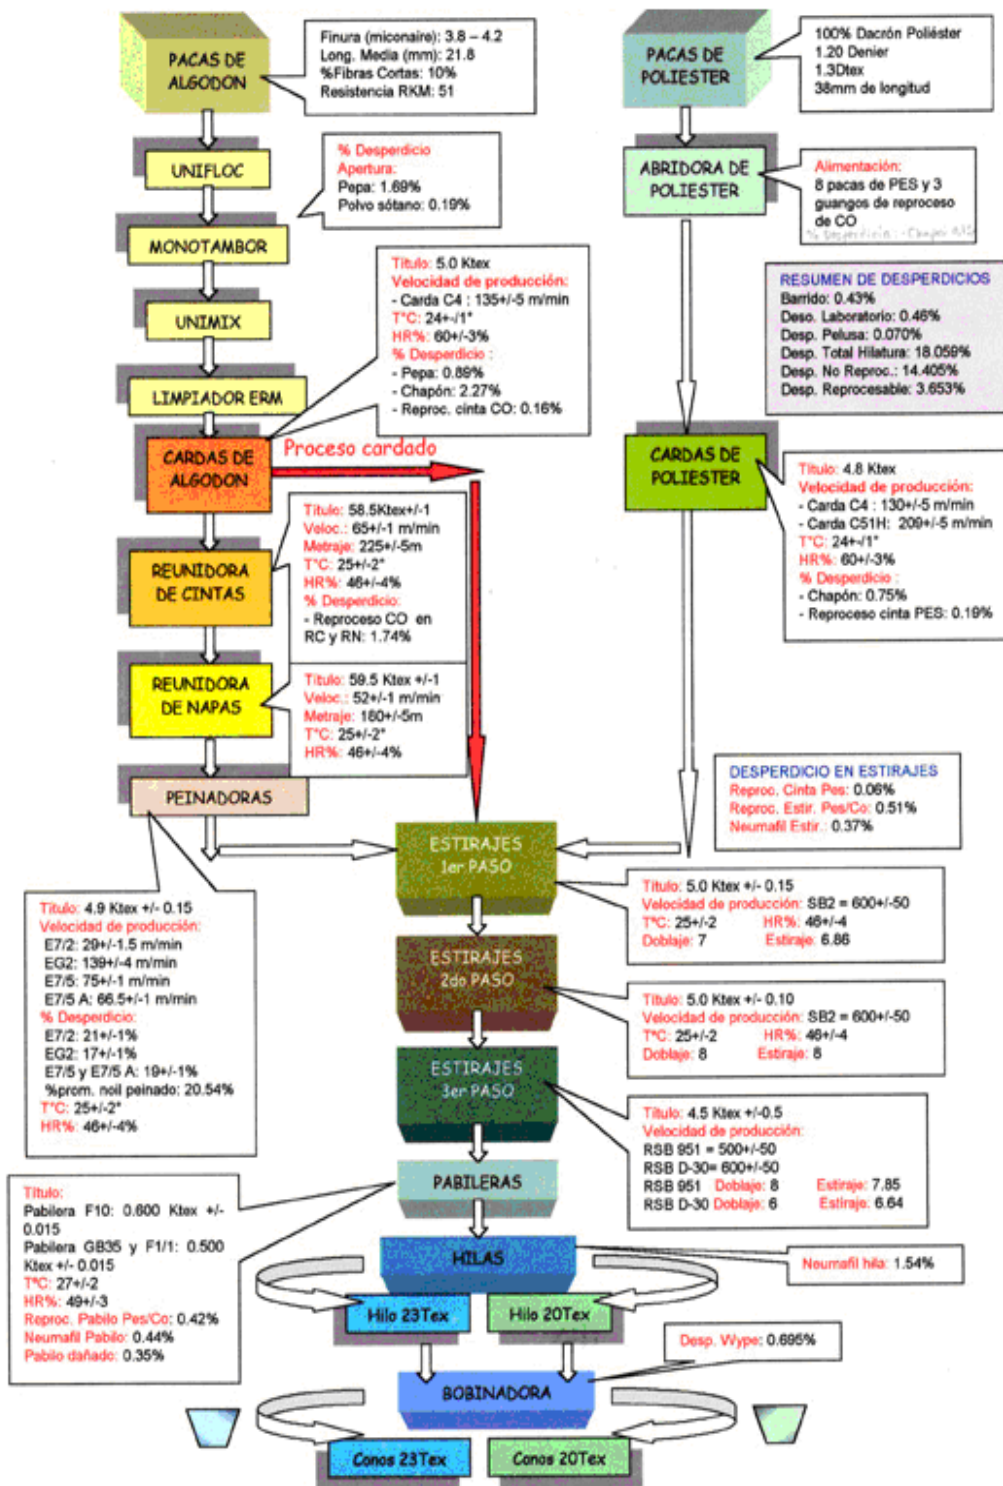 PACAS DE
ALGODON
Finura (miconaire): 3.8 – 4.2
Long. Media (mm): 21.8
%Fibras Cortas: 10%
Resistencia RKM: 51
PACAS DE
POLIESTER
100% Dacrón Poliéster
1.20 Denier
1.3Dtex
38mm de longitud
UNIFLOC
% Desperdicio
Apertura:
Pepa: 1.69%
Polvo sótano: 0.19%
ABRIDORA DE
POLIESTER
Alimentación:
8 pacas de PES y 3
guangos de reproceso
de CO
% Desperdicio: - Chapon
MONOTAMBOR
UNIMIX
LIMPIADOR ERM
Título: 5.0 Ktex
Velocidad de producción:
- Carda C4 : 135+/-5 m/min
T°C: 24+-/1°
HR%: 60+/-3%
% Desperdicio :
- Pepa: 0.89%
- Chapón: 2.27%
- Reproc. cinta CO: 0.16%
RESUMEN DE DESPERDICIOS
Barrido: 0.43%
Deso. Laboratorio: 0.46%
Desp. Pelusa: 0.070%
Desp. Total Hilatura: 18.059%
Desp. No Reproc.: 14.405%
Desp. Reprocesable: 3.653%
CARDAS DE
ALGODON
Proceso cardado
CARDAS DE
POLIESTER
Título: 4.8 Ktex
Velocidad de producción:
- Carda C4 : 130+/-5 m/min
- Carda C51H: 209+/-5 m/min
T°C: 24+-/1°
HR%: 60+/-3%
% Desperdicio :
- Chapón: 0.75%
- Reproceso cinta PES: 0.19%
REUNIDORA
DE CINTAS
Título: 58.5Ktex+/-1
Veloc.: 65+/-1 m/min
Metraje: 225+/-5m
T°C: 25+/-2°
HR%: 46+/-4%
% Desperdicio:
- Reproceso CO en
RC y RN: 1.74%
REUNIDORA
DE NAPAS
Título: 59.5 Ktex +/-1
Veloc.: 52+/-1 m/min
Metraje: 180+/-5m
T°C: 25+/-2°
HR%: 46+/-4%
PEINADORAS
DESPERDICIO EN ESTIRAJES
Reproc. Cinta Pes: 0.06%
Reproc. Estir. Pes/Co: 0.51%
Neumafil Estir.: 0.37%
ESTIRAJES
1er PASO
Título: 5.0 Ktex +/- 0.15
Velocidad de producción: SB2 = 600+/-50
T°C: 25+/-2 HR%: 46+/-4
Doblaje: 7 Estiraje: 6.86
Título: 4.9 Ktex +/- 0.15
Velocidad de producción:
E7/2: 29+/-1.5 m/min
EG2: 139+/-4 m/min
E7/5: 75+/-1 m/min
E7/5 A: 66.5+/-1 m/min
% Desperdicio:
E7/2: 21+/-1%
EG2: 17+/-1%
E7/5 y E7/5 A: 19+/-1%
%prom. noil peinado: 20.54%
T°C: 25+/-2°
HR%: 46+/-4%
ESTIRAJES
2do PASO
Título: 5.0 Ktex +/- 0.10
Velocidad de producción: SB2 = 600+/-50
T°C: 25+/-2 HR%: 46+/-4
Doblaje: 8 Estiraje: 8
ESTIRAJES
3er PASO
Título: 4.5 Ktex +/-0.5
Velocidad de producción:
RSB 951 = 500+/-50
RSB D-30= 600+/-50
RSB 951 Doblaje: 8 Estiraje: 7.85
RSB D-30 Doblaje: 6 Estiraje: 6.64
PABILERAS
Título:
Pabilera F10: 0.600 Ktex +/-
0.015
Pabilera GB35 y F1/1: 0.500
Ktex +/- 0.015
T°C: 27+/-2
HR%: 49+/-3
Reproc. Pabilo Pes/Co: 0.42%
Neumafil Pabilo: 0.44%
Pabilo dañado: 0.35%
HILAS
Neumafil hila: 1.54%
Hilo 23Tex
Hilo 20Tex
Desp. Wype: 0.695%
BOBINADORA
Conos 23Tex
Conos 20Tex